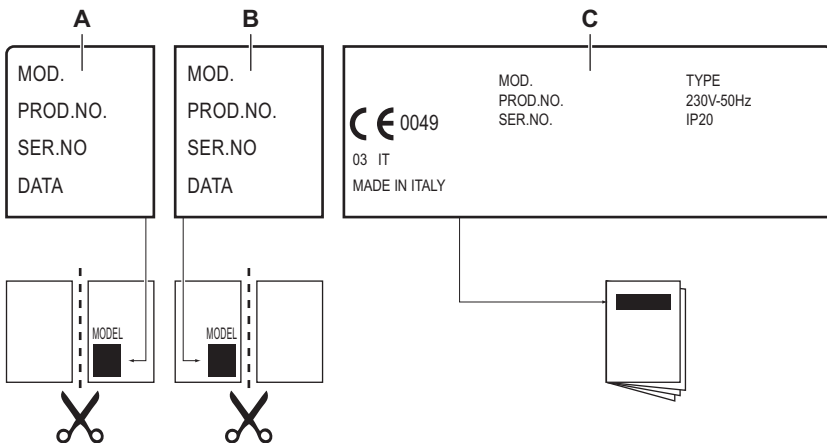 A
B
C
MOD.
PROD.NO.
SER.NO
DATA
MOD.
PROD.NO.
SER.NO
DATA
MOD.
PROD.NO.
SER.NO.
TYPE
230V-50Hz
IP20
CE 0049
03 IT
MADE IN ITALY
MODEL
MODEL